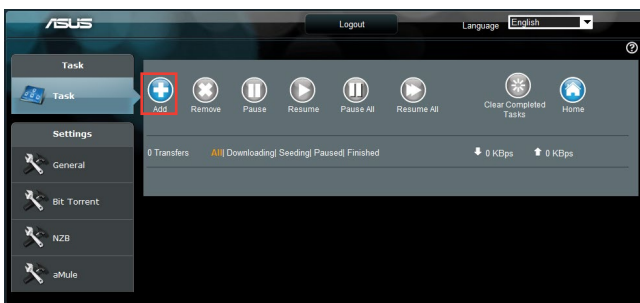 ASUS
Logout
Language English
Task
Task
Add Remove Pause Resume Pause All Resume All Clear Completed Tasks Home
Settings
0 Transfers All| Downloading| Seeding| Paused| Finished 0 KBps 0 KBps
General
Bit Torrent
NZB
aMule